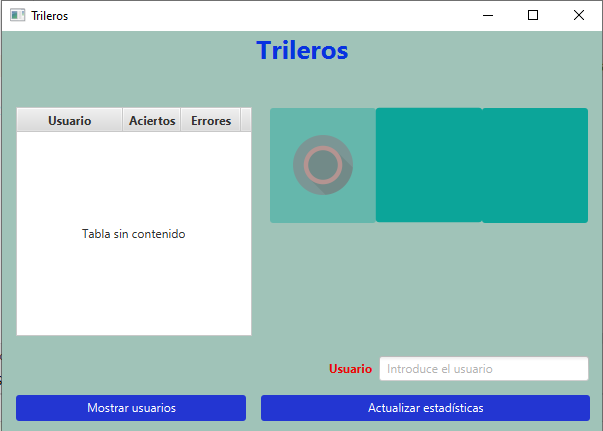 Trileros
Trileros
Usuario Aciertos Errores
Tabla sin contenido
Usuario Introduce el usuario
Mostrar usuarios Actualizar estadísticas